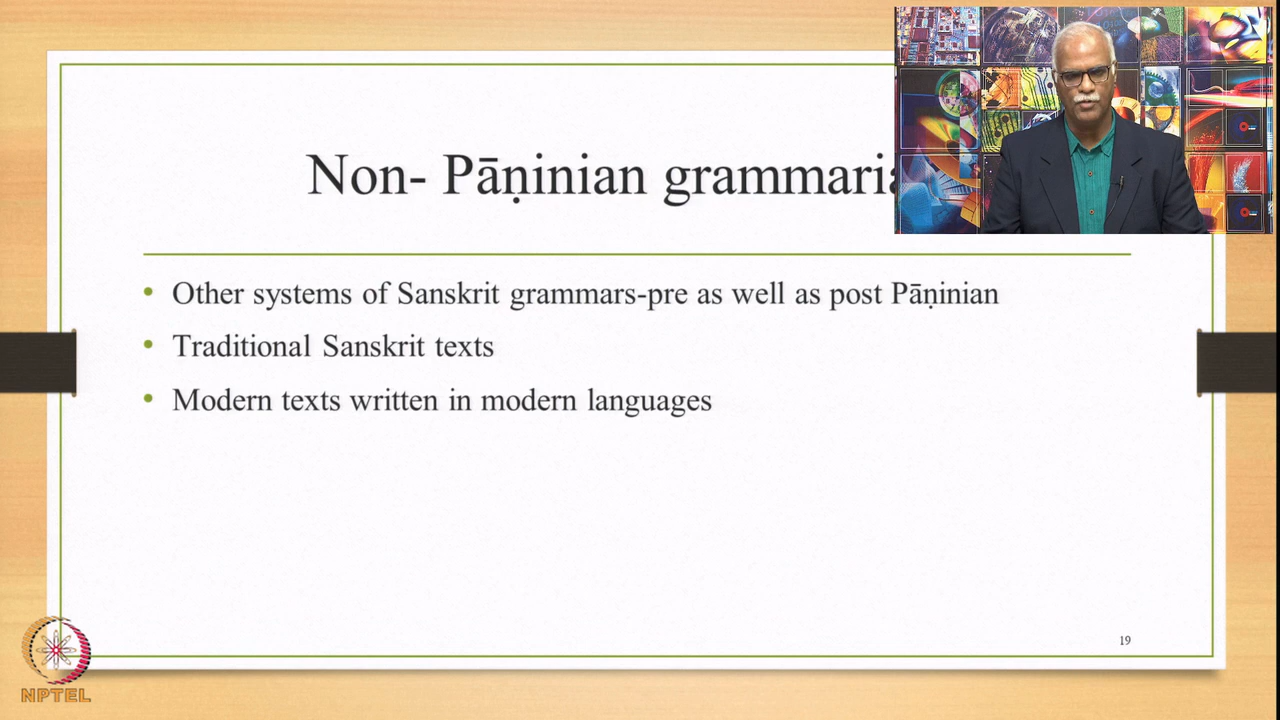 Non- Pāṇinian grammaria
Other systems of Sanskrit grammars-pre as well as post Pāṇinian
Traditional Sanskrit texts
Modern texts written in modern languages
19
NPTEL